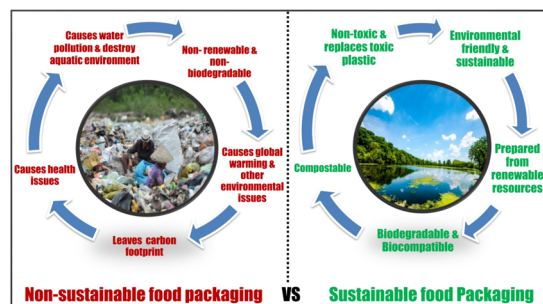 Causes water
pollution & destroy
aquatic environment
Non- renewable &
non-
biodegradable
Causes global
warming & other
environmental
issues
Leaves carbon
footprint
Causes health
issues
Non-sustainable food packaging
VS
Non-toxic &
replaces toxic
plastic
Environmental
friendly &
sustainable
Prepared
from
renewable
resources
Biodegradable &
Biocompatible
Compostable
Sustainable food Packaging